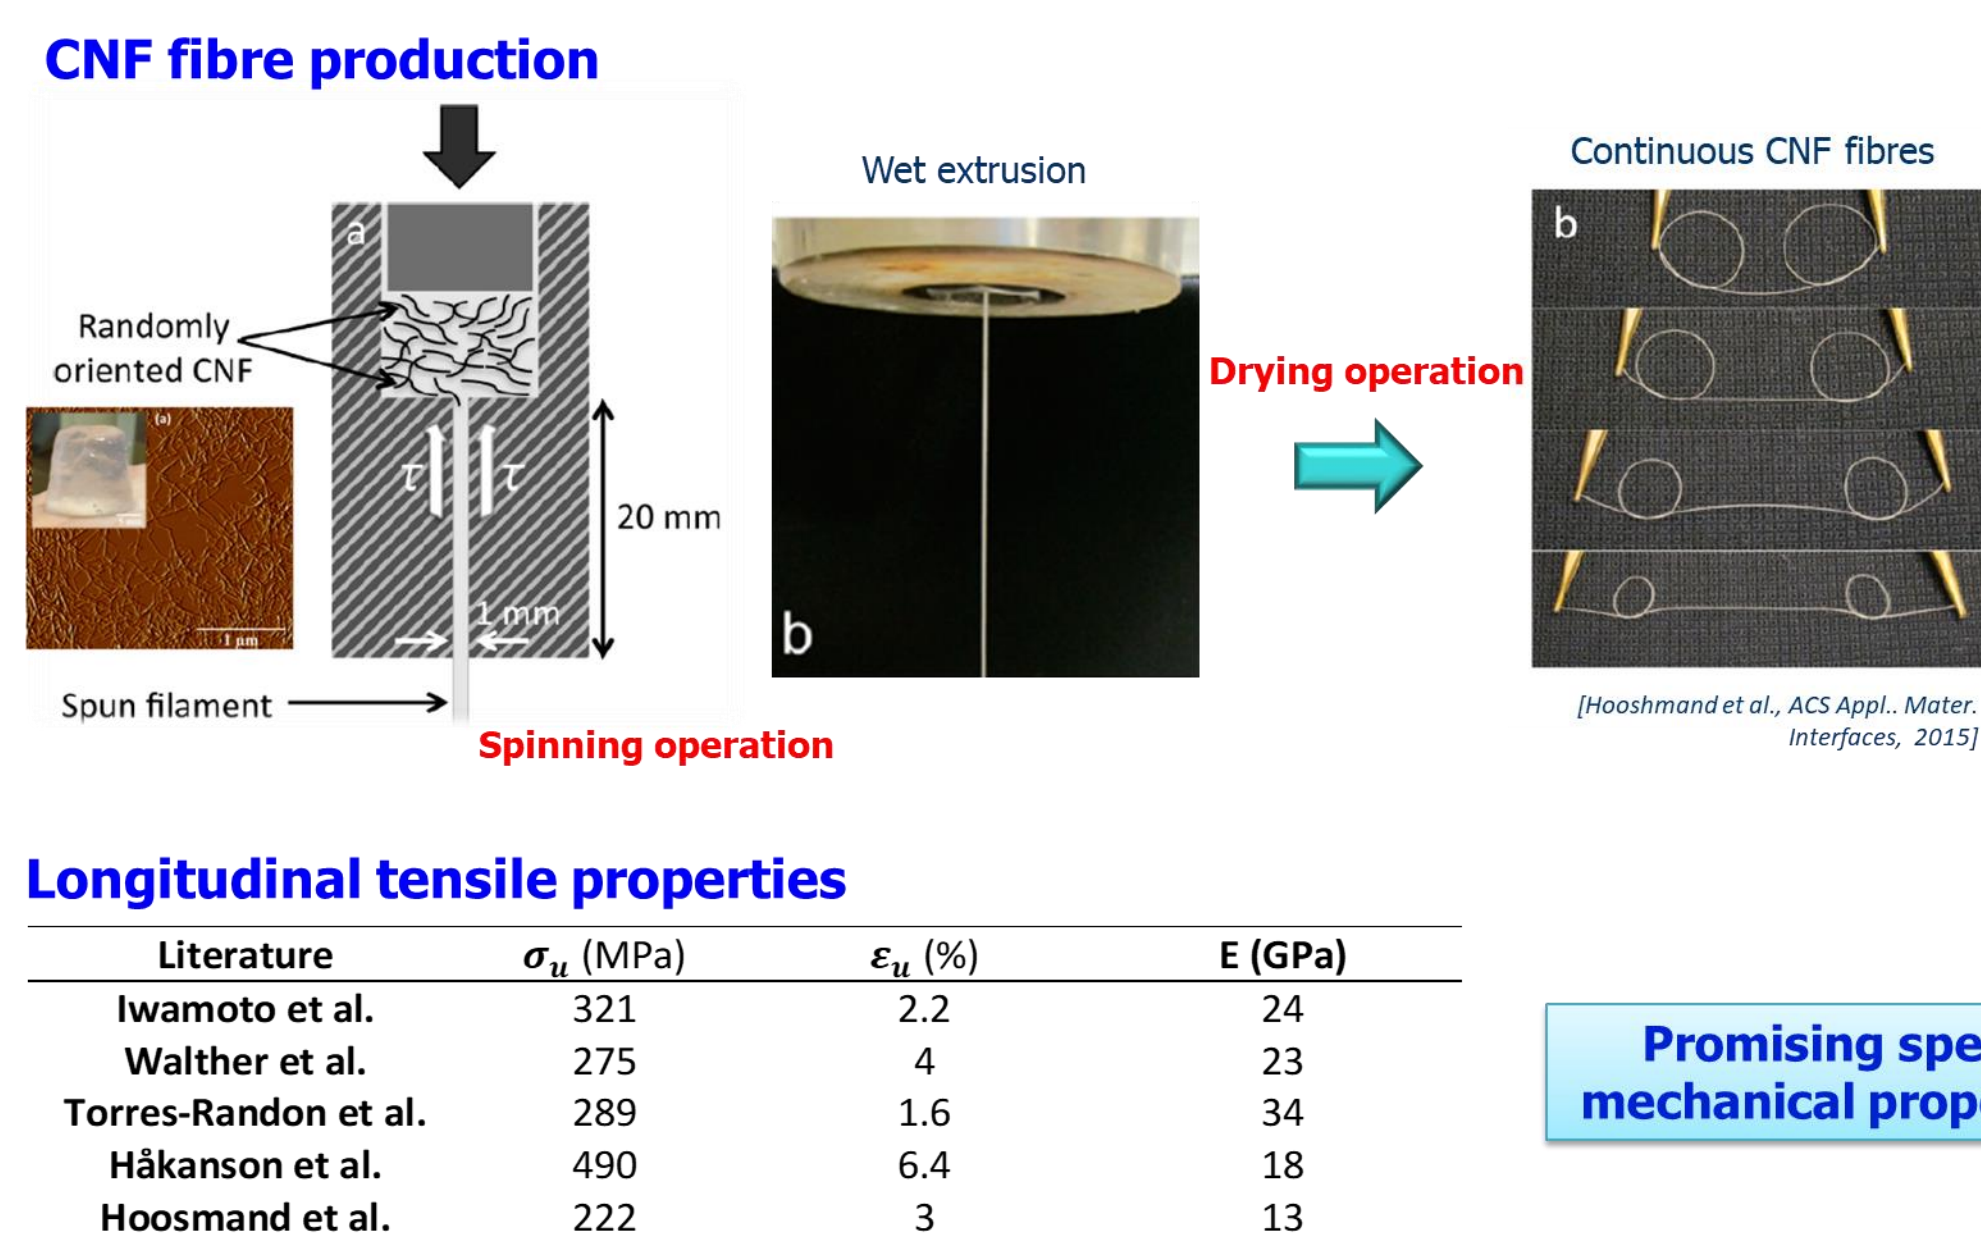 CNF fibre production
a
Randomly
oriented CNF
(a)
1 µm
τ τ
20 mm
1 mm
Spun filament
Spinning operation
Wet extrusion
b
Drying operation
Continuous CNF fibres
b
[Hooshmand et al., ACS Appl.. Mater.
Interfaces, 2015]
Longitudinal tensile properties
Literature σu (MPa) εu (%) E (GPa)
Iwamoto et al. 321 2.2 24
Walther et al. 275 4 23
Torres-Randon et al. 289 1.6 34
Håkanson et al. 490 6.4 18
Hoosmand et al. 222 3 13
Promising
mechanical